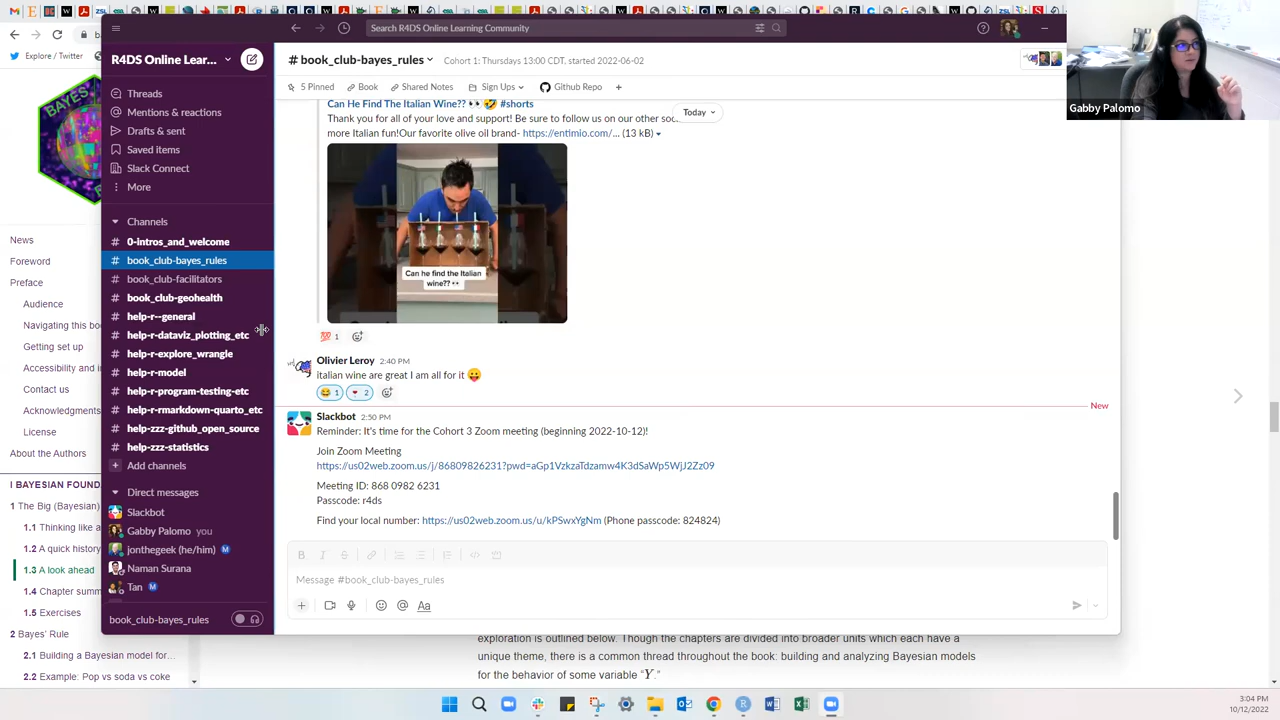 Search R4DS Online Learning Community
R4DS Online Lear...
# book_club-bayes_rules
Cohort 1: Thursdays 13:00 CDT, started 2022-06-02
5 Pinned
Book
Shared Notes
Sign Ups
Github Repo
Explore / Twitter
BAYES
News
Foreword
Preface
Audience
Navigating this boo
Getting set up
Accessibility and i
Contact us
Acknowledgments
License
About the Authors
I BAYESIAN FOUND
1 The Big (Bayesian)
1.1 Thinking like a
1.2 A quick history
1.3 A look ahead
1.4 Chapter summ
1.5 Exercises
2 Bayes' Rule
2.1 Building a Bayesian model for...
2.2 Example: Pop vs soda vs coke
Threads
Mentions & reactions
Drafts & sent
Saved items
Slack Connect
More
Channels
# 0-intros_and_welcome
# book_club-bayes_rules
# book_club-facilitators
# book_club-geohealth
# help-r--general
# help-r-dataviz_plotting_etc
# help-r-explore_wrangle
# help-r-model
# help-r-program-testing-etc
# help-r-rmarkdown-quarto_etc
# help-zzz-github_open_source
# help-zzz-statistics
Add channels
Direct messages
Slackbot
Gabby Palomo you
jonthegeek (he/him)
Naman Surana
Tan
book_club-bayes_rules
Can He Find The Italian Wine?? 👀 🤣 #shorts
Today
Thank you for all of your love and support! Be sure to follow us on our other soc
more Italian fun!Our favorite olive oil brand- https://entimio.com/... (13 kB)
Can he find the Italian
wine?? 👀
💯 1
Olivier Leroy 2:40 PM
italian wine are great I am all for it 😛
1
2
New
Slackbot 2:50 PM
Reminder: It's time for the Cohort 3 Zoom meeting (beginning 2022-10-12)!
Join Zoom Meeting
https://us02web.zoom.us/j/86809826231?pwd=aGp1VzkzaTdzamw4K3dSaWp5WjJ2Zz09
Meeting ID: 868 0982 6231
Passcode: r4ds
Find your local number: https://us02web.zoom.us/u/kPSwxYgNm (Phone passcode: 824824)
Message #book_club-bayes_rules
Aa
Gabby Palomo
exploration is outlined below. Though the chapters are divided into broader units which each have a
unique theme, there is a common thread throughout the book: building and analyzing Bayesian models
for the behavior of some variable "Y."
3:04 PM
10/12/2022